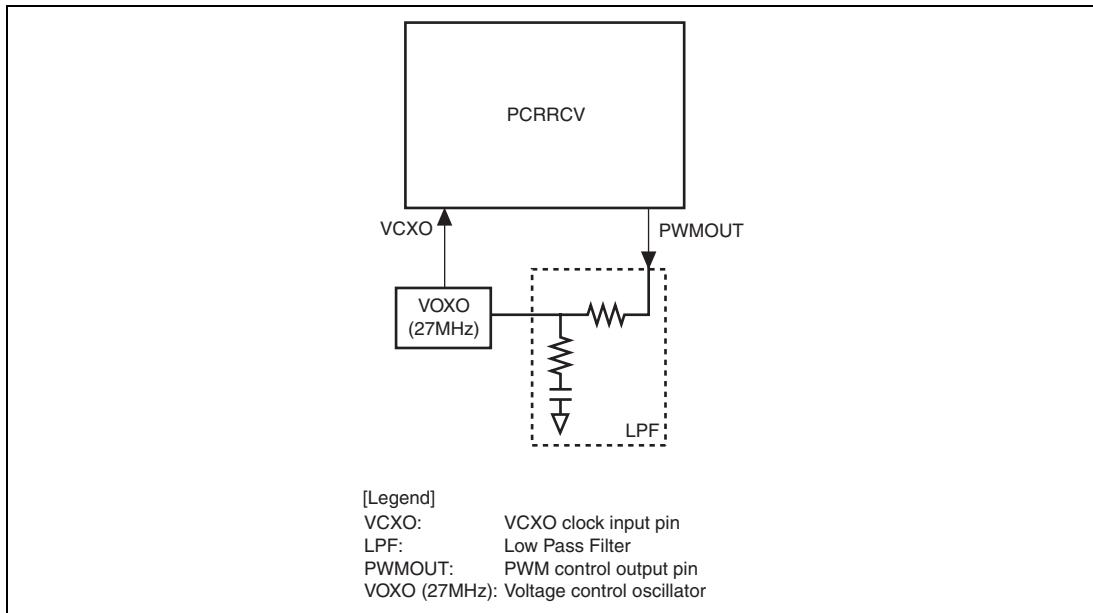 PCRRCV
VCXO
PWMOUT
VOXO
(27MHz)
LPF
[Legend]
VCXO: VCXO clock input pin
LPF: Low Pass Filter
PWMOUT: PWM control output pin
VOXO (27MHz): Voltage control oscillator